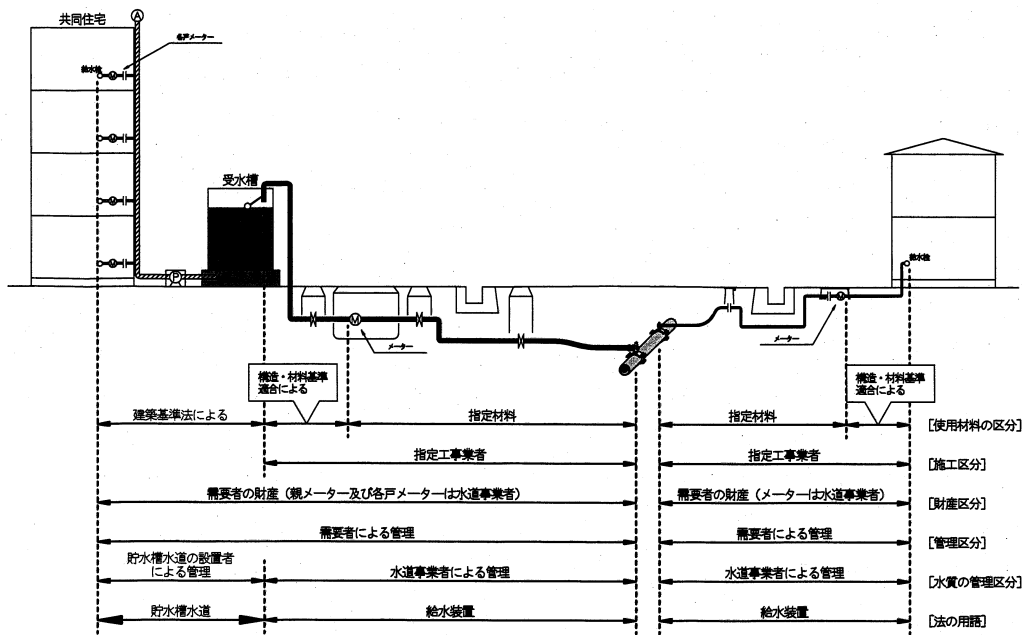 共同住宅
A
各戸メーター
給水栓
M
M
M
M
受水槽
P
給水栓
M
M
メーター
メーター
構造・材料基準
適合による
構造・材料基準
適合による
建築基準法による
指定材料
指定材料
[使用材料の区分]
指定工事業者
指定工事業者
[施工区分]
需要者の財産（親メーター及び各戸メーターは水道事業者）
需要者の財産（メーターは水道事業者）
[財産区分]
需要者による管理
需要者による管理
[管理区分]
貯水槽水道の設置者
による管理
水道事業者による管理
水道事業者による管理
[水質の管理区分]
貯水槽水道
給水装置
給水装置
[法の用語]